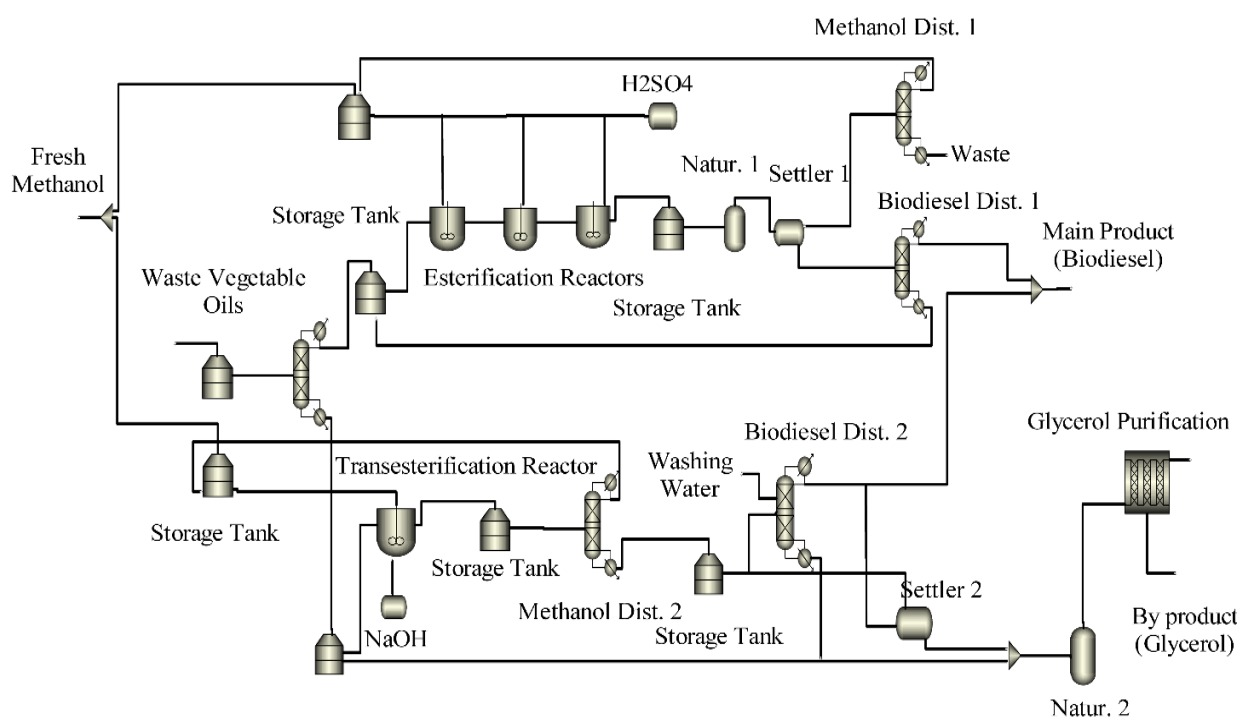 Methanol Dist. 1
H2SO4
Fresh
Methanol
Natur. 1
Settler 1
Waste
Storage Tank
Biodiesel Dist. 1
Main Product
(Biodiesel)
Waste Vegetable
Oils
Esterification Reactors
Storage Tank
Glycerol Purification
Biodiesel Dist. 2
Transesterification Reactor
Washing
Water
Storage Tank
Storage Tank
Methanol Dist. 2
Settler 2
NaOH
Storage Tank
By product
(Glycerol)
Natur. 2